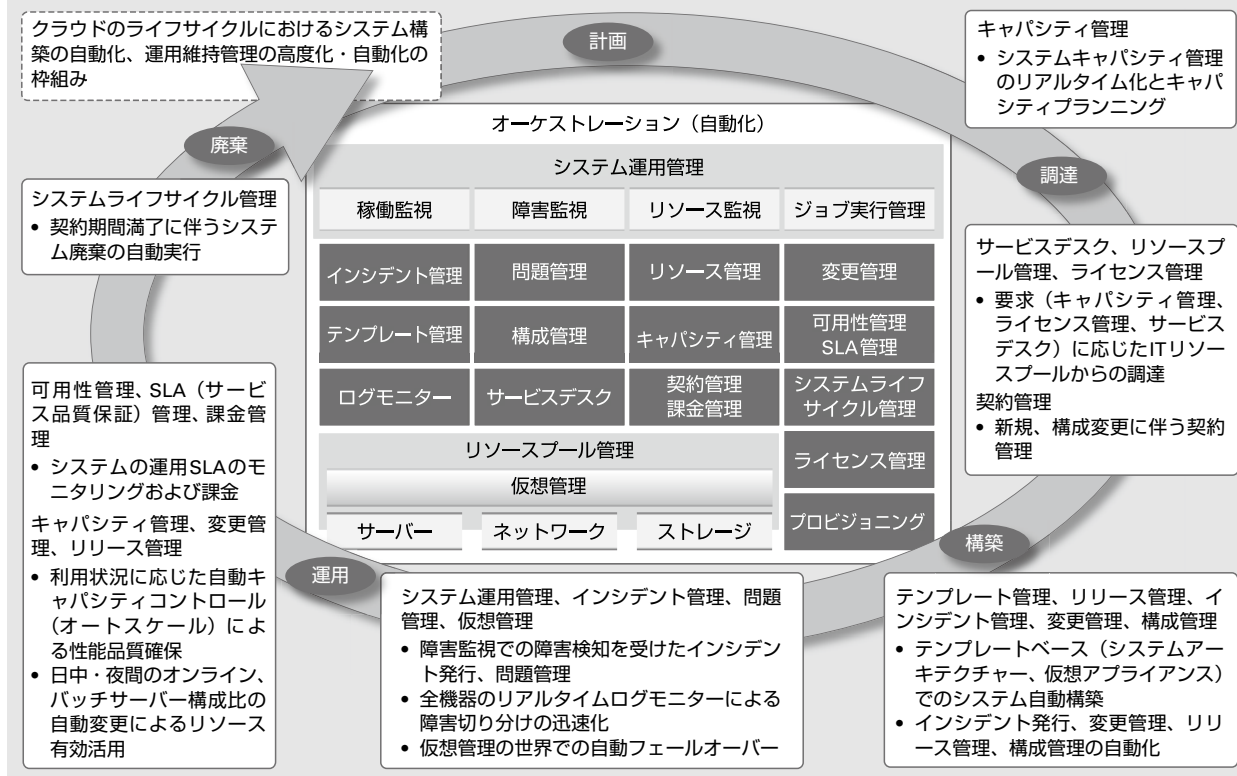 クラウドのライフサイクルにおけるシステム構
築の自動化、運用維持管理の高度化・自動化の
枠組み
計画
キャパシティ管理
• システムキャパシティ管理
のリアルタイム化とキャパ
シティプランニング
廃棄
調達
システムライフサイクル管理
• 契約期間満了に伴うシステ
ム廃棄の自動実行
オーケストレーション（自動化）
システム運用管理
稼働監視 障害監視 リソース監視 ジョブ実行管理
インシデント管理 問題管理 リソース管理 変更管理
テンプレート管理 構成管理 キャパシティ管理 可用性管理
SLA管理
ログモニター サービスデスク 契約管理
課金管理
システムライフ
サイクル管理
リソースプール管理
仮想管理
サーバー ネットワーク ストレージ
ライセンス管理
プロビジョニング
サービスデスク、リソースプ
ール管理、ライセンス管理
• 要求（キャパシティ管理、
ライセンス管理、サービス
デスク）に応じたITリソー
スプールからの調達
契約管理
• 新規、構成変更に伴う契約
管理
構築
テンプレート管理、リリース管理、イ
ンシデント管理、変更管理、構成管理
• テンプレートベース（システムアー
キテクチャー、仮想アプライアンス）
でのシステム自動構築
• インシデント発行、変更管理、リリ
ース管理、構成管理の自動化
運用
システム運用管理、インシデント管理、問題
管理、仮想管理
• 障害監視での障害検知を受けたインシデン
ト発行、問題管理
• 全機器のリアルタイムログモニターによる
障害切り分けの迅速化
• 仮想管理の世界での自動フェールオーバー
可用性管理、SLA（サービ
ス品質保証）管理、課金管
理
• システムの運用SLAのモ
ニタリングおよび課金
キャパシティ管理、変更管
理、リリース管理
• 利用状況に応じた自動キ
ャパシティコントロール
（オートスケール）によ
る性能品質確保
• 日中・夜間のオンライン、
バッチサーバー構成比の
自動変更によるリソース
有効活用